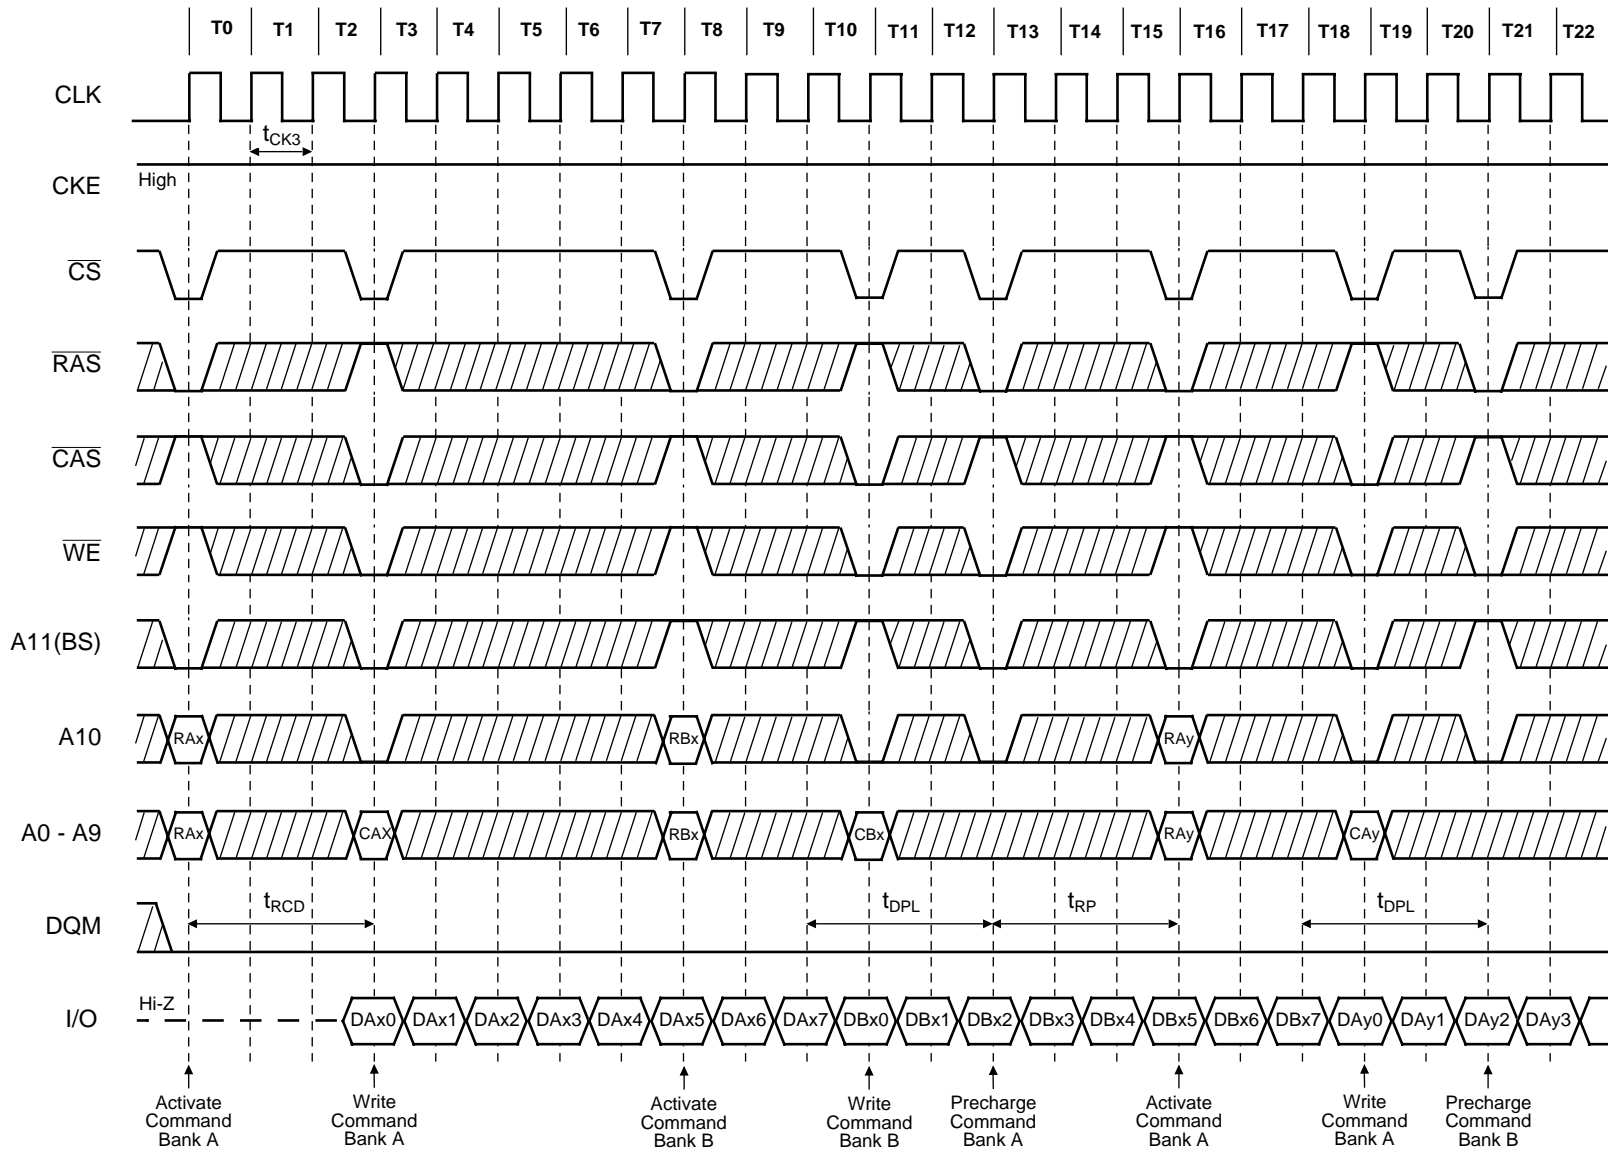 T0 T1 T2 T3 T4 T5 T6 T7 T8 T9 T10 T11 T12 T13 T14 T15 T16 T17 T18 T19 T20 T21 T22
CLK
tCK3
CKE
High
CS
RAS
CAS
WE
A11(BS)
A10
RAx RBx RAy
A0 - A9
RAx CAX RBx CBx RAy CAy
DQM
tRCD tDPL tRP tDPL
I/O
Hi-Z
DAx0 DAx1 DAx2 DAx3 DAx4 DAx5 DAx6 DAx7 DBx0 DBx1 DBx2 DBx3 DBx4 DBx5 DBx6 DBx7 DAy0 DAy1 DAy2 DAy3
Activate
Command
Bank A
Write
Command
Bank A
Activate
Command
Bank B
Write
Command
Bank B
Precharge
Command
Bank A
Activate
Command
Bank A
Write
Command
Bank A
Precharge
Command
Bank B